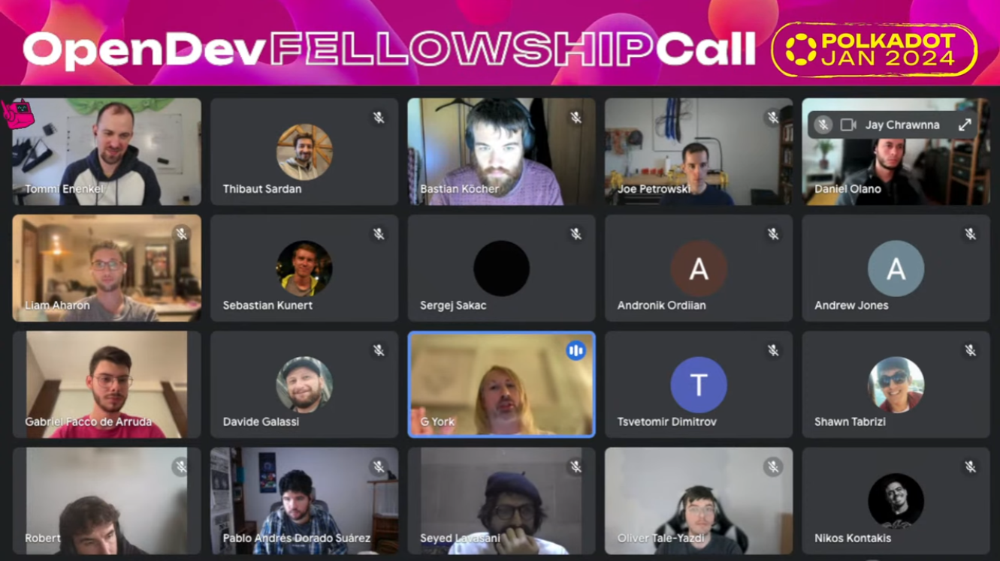 OpenDevFELLOWSHIPCall
POLKADOT
JAN 2024
Tommi Enenkel
Thibaut Sardan
Bastian Köcher
Joe Petrowski
Jay Chrawnna
Daniel Olano
Liam Aharon
Sebastian Kunert
Sergej Sakac
A
Andronik Ordiian
A
Andrew Jones
Gabriel Facco de Arruda
Davide Galassi
G York
T
Tsvetomir Dimitrov
Shawn Tabrizi
Robert
Pablo Andrés Dorado Suárez
Seyed Lavasani
Oliver Tale-Yazdi
Nikos Kontakis